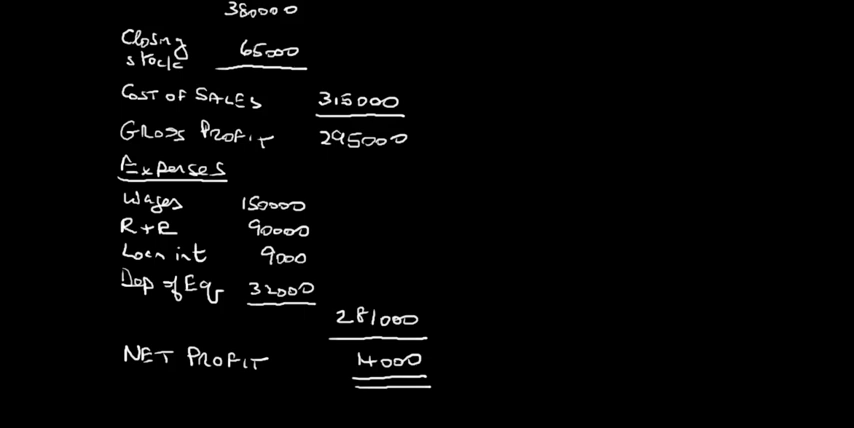 380000
Closing
stock 65000
COST OF SALES 315000
GROSS PROFIT 295000
Expenses
Wages 150000
R+R 90000
Loan int 9000
Dep of Eq 32000
281000
NET PROFIT 14000